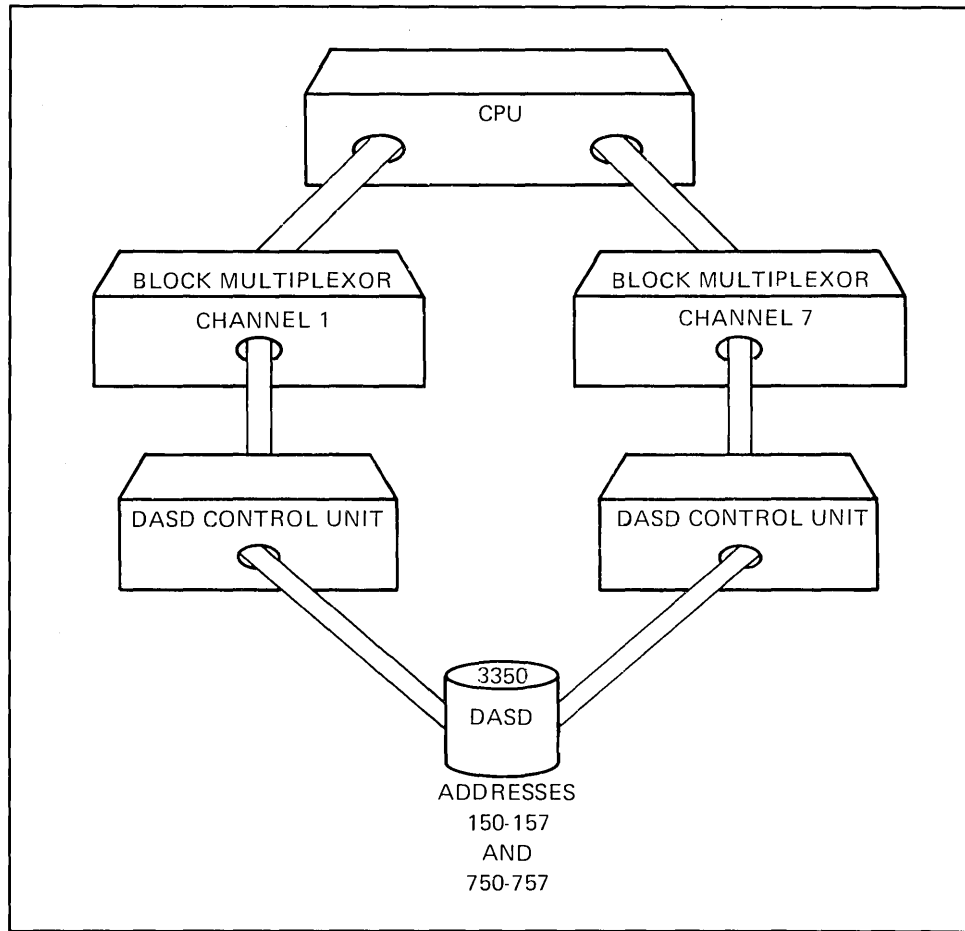 CPU
BLOCK MULTIPLEXOR
CHANNEL 1
BLOCK MULTIPLEXOR
CHANNEL 7
DASD CONTROL UNIT
DASD CONTROL UNIT
3350
DASD
ADDRESSES
150-157
AND
750-757